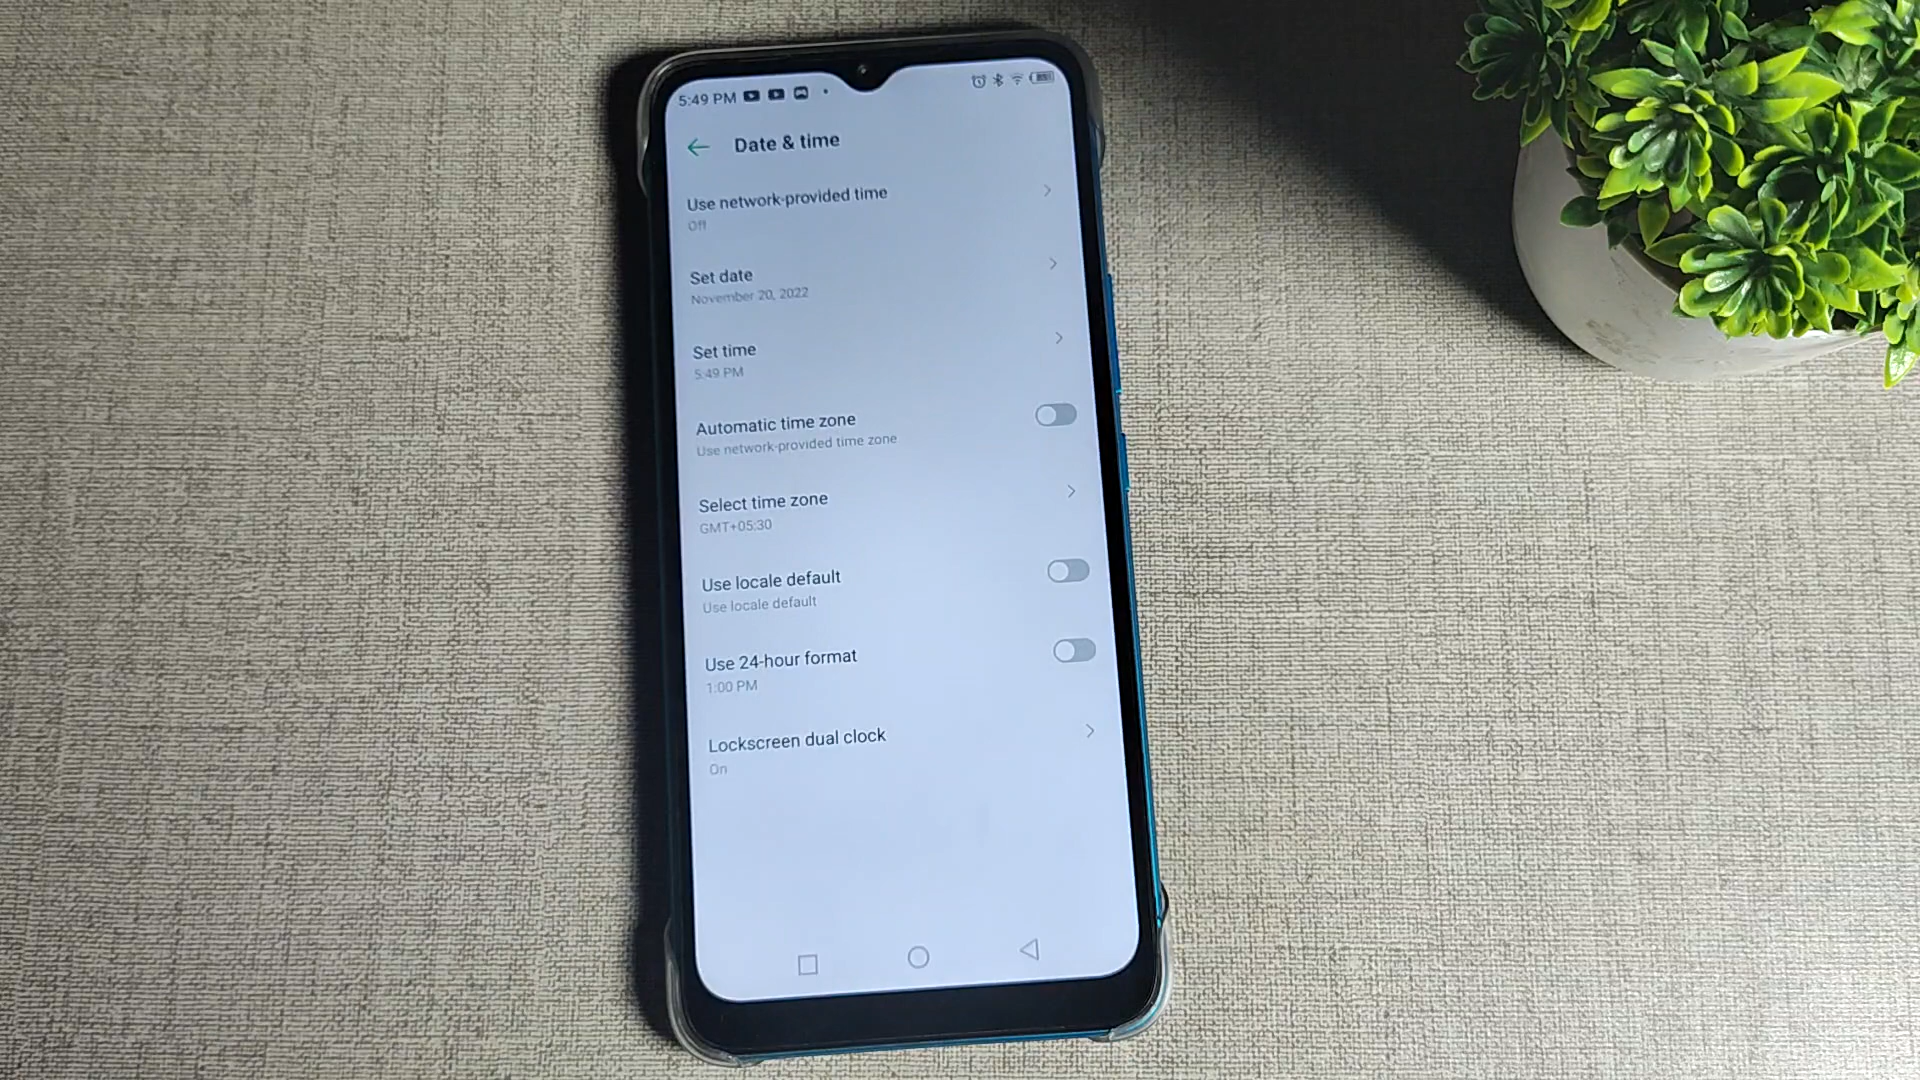 5:49 PM
Date & time
Use network-provided time
Off
Set date
November 20, 2022
Set time
5:49 PM
Automatic time zone
Use network-provided time zone
Select time zone
GMT+05:30
Use locale default
Use locale default
Use 24-hour format
1:00 PM
Lockscreen dual clock
On